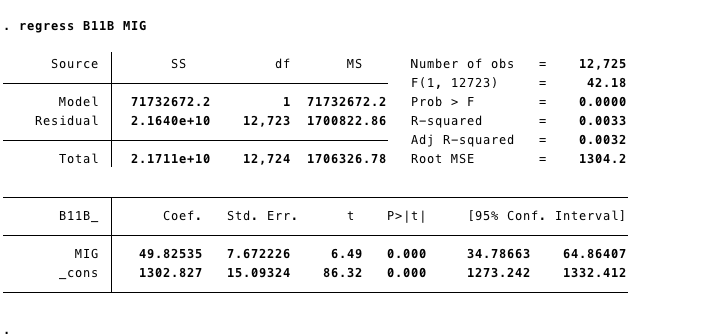 . regress B11B MIG
Source SS df MS Number of obs = 12,725
F(1, 12723) = 42.18
Model 71732672.2 1 71732672.2 Prob > F = 0.0000
Residual 2.1640e+10 12,723 1700822.86 R-squared = 0.0033
Adj R-squared = 0.0032
Total 2.1711e+10 12,724 1706326.78 Root MSE = 1304.2
B11B_ Coef. Std. Err. t P>|t| [95% Conf. Interval]
MIG 49.82535 7.672226 6.49 0.000 34.78663 64.86407
_cons 1302.827 15.09324 86.32 0.000 1273.242 1332.412
.